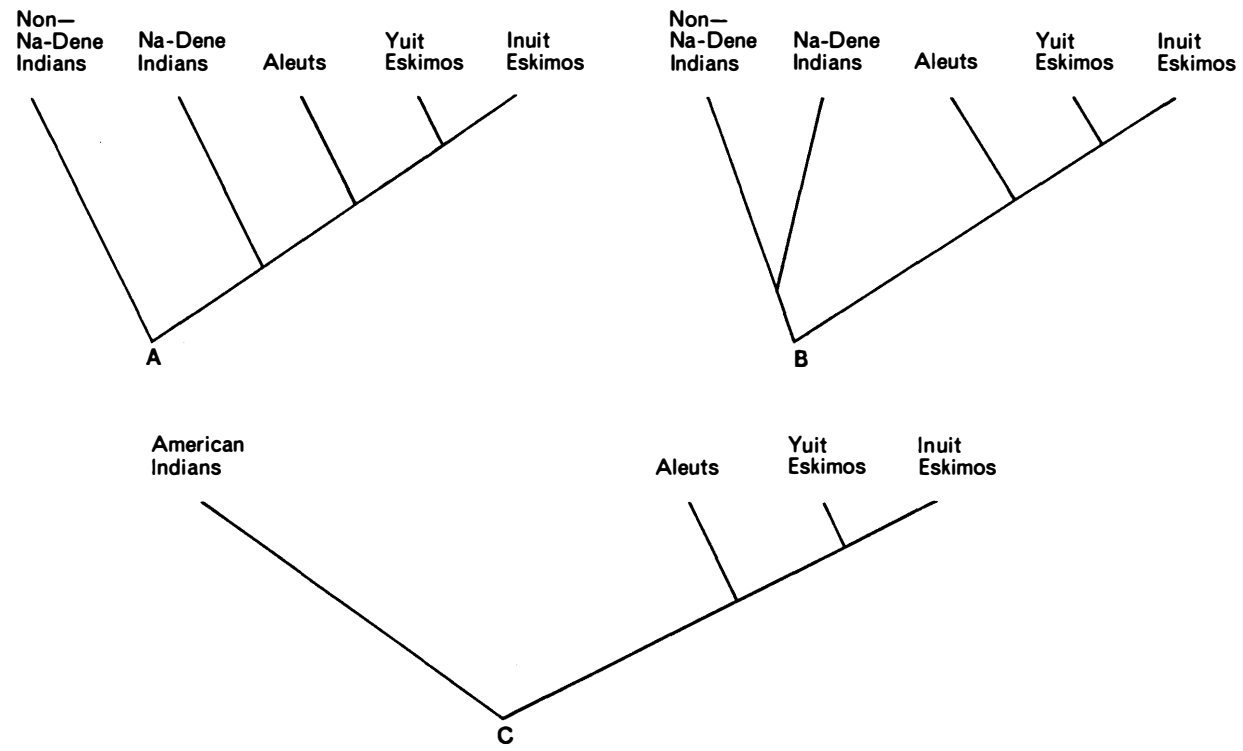 Non—
Na-Dene
Indians
Na-Dene
Indians
Aleuts
Yuit
Eskimos
Inuit
Eskimos
A
Non—
Na-Dene
Indians
Na-Dene
Indians
Aleuts
Yuit
Eskimos
Inuit
Eskimos
B
American
Indians
Aleuts
Yuit
Eskimos
Inuit
Eskimos
C